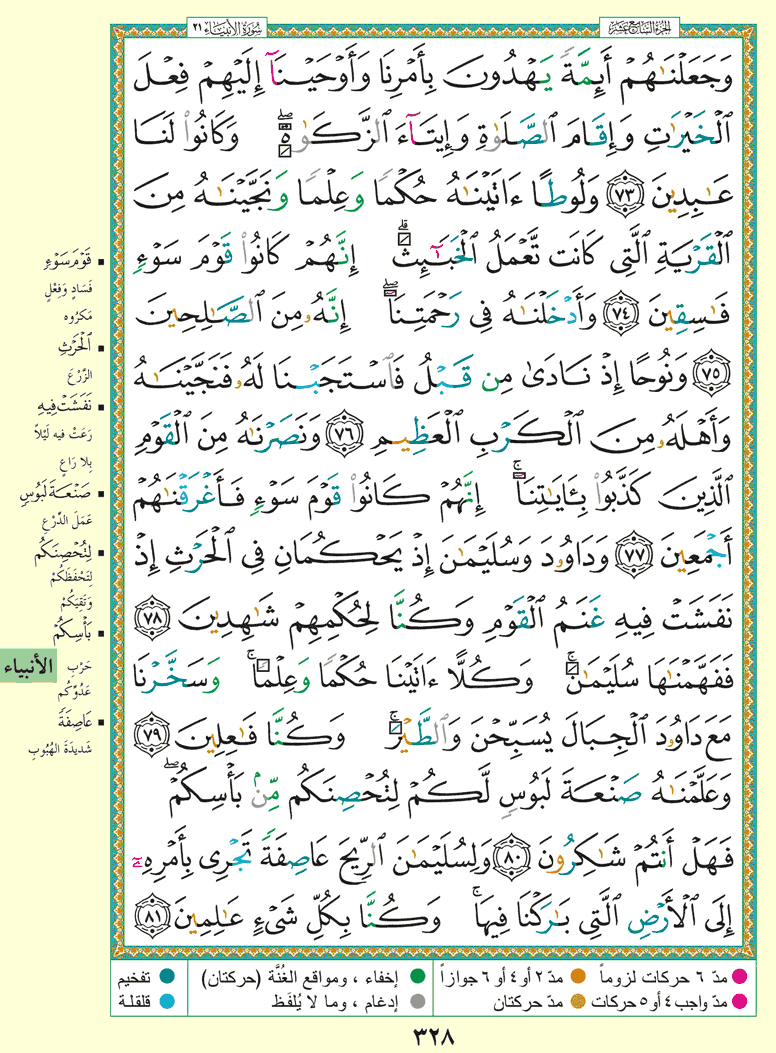 الجزء السابع عشر
سورة الأنبياء ٢١
وَجَعَلْنَٰهُمْ أَئِمَّةً يَهْدُونَ بِأَمْرِنَا وَأَوْحَيْنَآ إِلَيْهِمْ فِعْلَ
ٱلْخَيْرَٰتِ وَإِقَامَ ٱلصَّلَوٰةِ وَإِيتَآءَ ٱلزَّكَوٰةِۖ وَكَانُوا۟ لَنَا
عَٰبِدِينَ ٧٣ وَلُوطًا ءَاتَيْنَٰهُ حُكْمًا وَعِلْمًا وَنَجَّيْنَٰهُ مِنَ
ٱلْقَرْيَةِ ٱلَّتِى كَانَت تَّعْمَلُ ٱلْخَبَٰٓئِثَۗ إِنَّهُمْ كَانُوا۟ قَوْمَ سَوْءٍ
فَٰسِقِينَ ٧٤ وَأَدْخَلْنَٰهُ فِى رَحْمَتِنَآۖ إِنَّهُۥ مِنَ ٱلصَّٰلِحِينَ
٧٥ وَنُوحًا إِذْ نَادَىٰ مِن قَبْلُ فَٱسْتَجَبْنَا لَهُۥ فَنَجَّيْنَٰهُ
وَأَهْلَهُۥ مِنَ ٱلْكَرْبِ ٱلْعَظِيمِ ٧٦ وَنَصَرْنَٰهُ مِنَ ٱلْقَوْمِ
ٱلَّذِينَ كَذَّبُوا۟ بِـَٔايَٰتِنَآۚ إِنَّهُمْ كَانُوا۟ قَوْمَ سَوْءٍ فَأَغْرَقْنَٰهُمْ
أَجْمَعِينَ ٧٧ وَدَاوُۥدَ وَسُلَيْمَٰنَ إِذْ يَحْكُمَانِ فِى ٱلْحَرْثِ إِذْ
نَفَشَتْ فِيهِ غَنَمُ ٱلْقَوْمِ وَكُنَّا لِحُكْمِهِمْ شَٰهِدِينَ ٧٨
فَفَهَّمْنَٰهَا سُلَيْمَٰنَۚ وَكُلًّا ءَاتَيْنَا حُكْمًا وَعِلْمًاۚ وَسَخَّرْنَا
مَعَ دَاوُۥدَ ٱلْجِبَالَ يُسَبِّحْنَ وَٱلطَّيْرَۚ وَكُنَّا فَٰعِلِينَ ٧٩
وَعَلَّمْنَٰهُ صَنْعَةَ لَبُوسٍ لَّكُمْ لِتُحْصِنَكُم مِّنۢ بَأْسِكُمْۖ
فَهَلْ أَنتُمْ شَٰكِرُونَ ٨٠ وَلِسُلَيْمَٰنَ ٱلرِّيحَ عَاصِفَةً تَجْرِى بِأَمْرِهِۦٓ
إِلَى ٱلْأَرْضِ ٱلَّتِى بَٰرَكْنَا فِيهَاۚ وَكُنَّا بِكُلِّ شَىْءٍ عَٰلِمِينَ ٨١
قَوْمَ سَوْءٍ
فَسَادٍ وَفِعْلٍ
مَكرُوه
ٱلْحَرْثِ
الزَّرْعَ
نَفَشَتْ فِيهِ
رَعَتْ فيه لَيْلاً
بِلا رَاعٍ
صَنْعَةَ لَبُوسٍ
عَمَلَ الدِّرْعِ
لِتُحْصِنَكُم
لِتَحْفَظَكُمْ
وَتَقِيَكُمْ
بَأْسِكُمْ
حَرْبِ
عَدُوِّكُم
عَاصِفَةً
شَديدَةَ الهُبُوبِ
الأنبياء
مدّ ٦ حركات لزوماً
مدّ ٢ أو ٤ أو ٦ جوازاً
إخفاء ، ومواقع الغُنَّة (حركتان)
تفخيم
مدّ واجب ٤ أو ٥ حركات
مدّ حركتان
إدغام ، وما لا يُلفَظ
قلقلة
٣٢٨